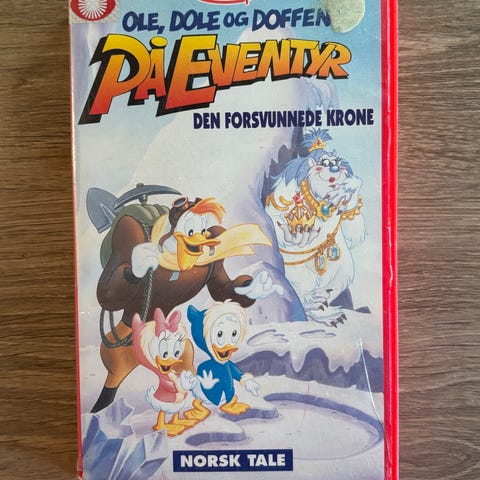 OLE, DOLE OG DOFFEN
PÅ EVENTYR
DEN FORSVUNNEDE KRONE
NORSK TALE